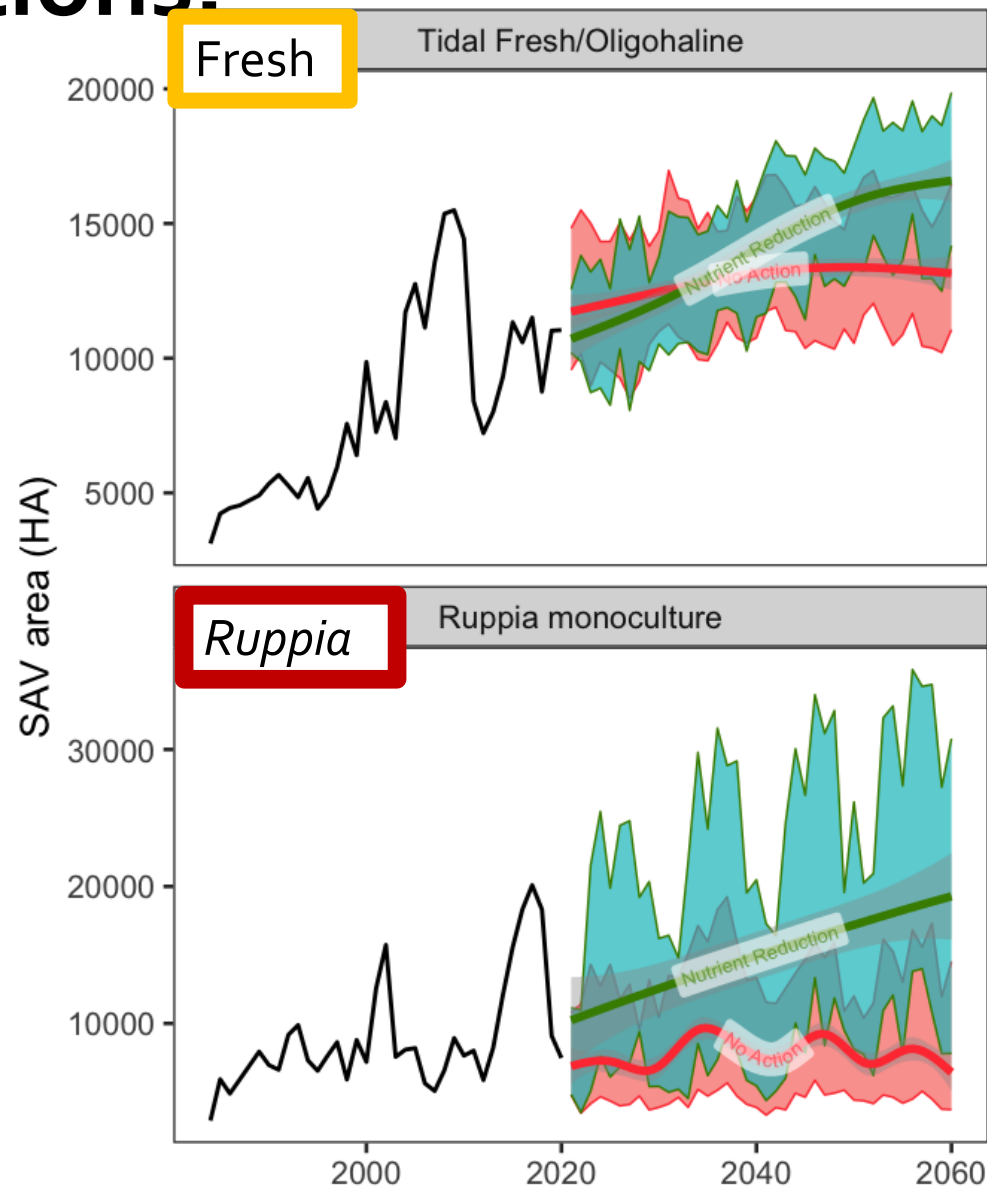 Fresh
Tidal Fresh/Oligohaline
20000
15000
10000
5000
Nutrient Reduction
No Action
SAV area (HA)
Ruppia
Ruppia monoculture
30000
20000
10000
Nutrient Reduction
No Action
2000
2020
2040
2060